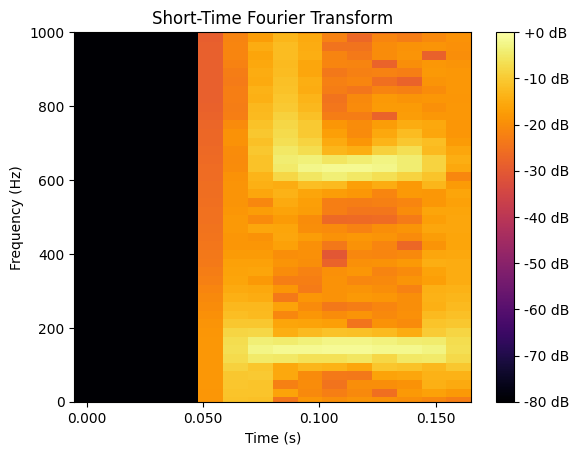 Short-Time Fourier Transform
1000
800
600
400
200
0
Frequency (Hz)
0.000
0.050
0.100
0.150
Time (s)
+0 dB
-10 dB
-20 dB
-30 dB
-40 dB
-50 dB
-60 dB
-70 dB
-80 dB